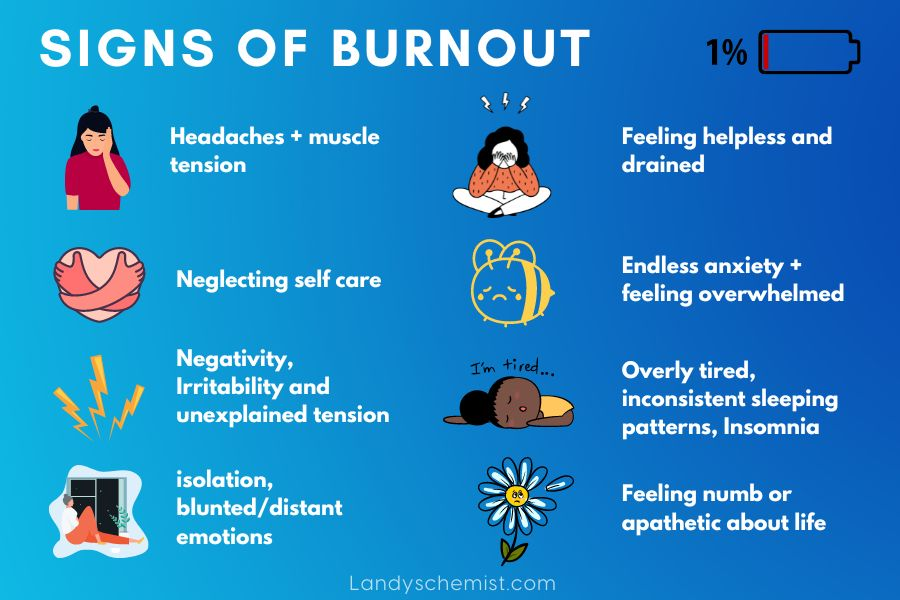 SIGNS OF BURNOUT
1%
Headaches + muscle
tension
Feeling helpless and
drained
Neglecting self care
Endless anxiety +
feeling overwhelmed
Negativity,
Irritability and
unexplained tension
I'm tired...
Overly tired,
inconsistent sleeping
patterns, Insomnia
isolation,
blunted/distant
emotions
Feeling numb or
apathetic about life
Landyschemist.com